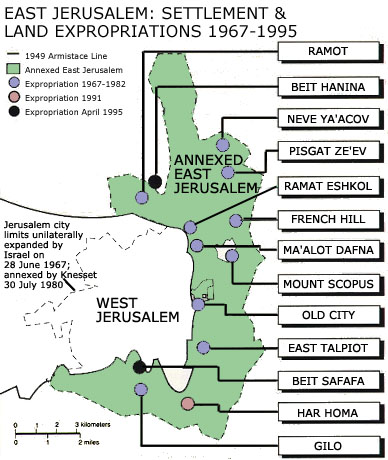 EAST JERUSALEM: SETTLEMENT &
LAND EXPROPRIATIONS 1967-1995
1949 Armistace Line
Annexed East Jerusalem
Expropriation 1967-1982
Expropriation 1991
Expropriation April 1995
RAMOT
BEIT HANINA
NEVE YA'ACOV
PISGAT ZE'EV
RAMAT ESHKOL
FRENCH HILL
MA'ALOT DAFNA
MOUNT SCOPUS
OLD CITY
EAST TALPIOT
BEIT SAFAFA
HAR HOMA
GILO
ANNEXED
EAST
JERUSALEM
Jerusalem city
limits unilaterally
expanded by
Israel on
28 June 1967;
annexed by Knesset
30 July 1980
WEST
JERUSALEM
0 1 2 3 kilometers
0 1 2 miles